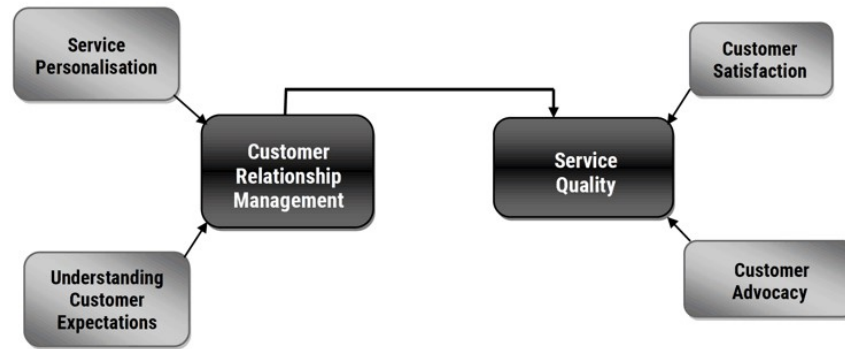 Service
Personalisation
Customer
Satisfaction
Customer
Relationship
Management
Service
Quality
Understanding
Customer
Expectations
Customer
Advocacy